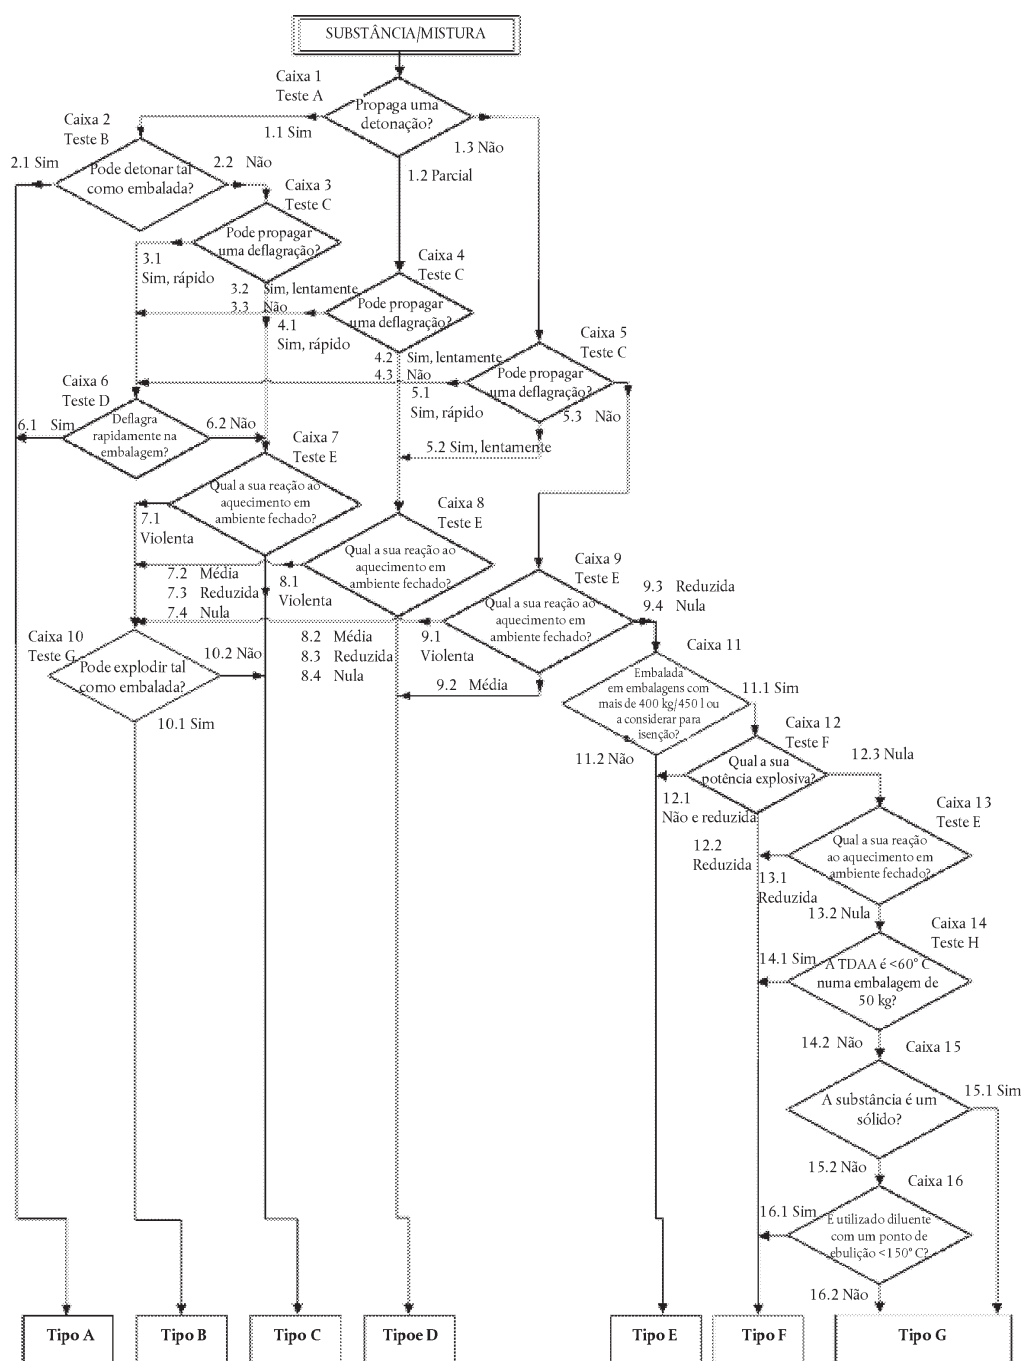 SUBSTÂNCIA/MISTURA
Caixa 1
Teste A
Propaga uma
detonação?
1.1 Sim
1.2 Parcial
1.3 Não
Caixa 2
Teste B
Pode detonar tal
como embalada?
2.1 Sim
2.2 Não
Caixa 3
Teste C
Pode propagar
uma deflagração?
3.1
Sim, rápido
3.2 Sim, lentamente
3.3 Não
Caixa 4
Teste C
Pode propagar
uma deflagração?
4.1
Sim, rápido
4.2 Sim, lentamente
4.3 Não
Caixa 5
Teste C
Pode propagar
uma deflagração?
5.1
Sim, rápido
5.2 Sim, lentamente
5.3 Não
Caixa 6
Teste D
Deflagra
rapidamente na
embalagem?
6.1 Sim
6.2 Não
Caixa 7
Teste E
Qual a sua reação ao
aquecimento em
ambiente fechado?
7.1
Violenta
7.2 Média
7.3 Reduzida
7.4 Nula
Caixa 8
Teste E
Qual a sua reação ao
aquecimento em
ambiente fechado?
8.1
Violenta
8.2 Média
8.3 Reduzida
8.4 Nula
Caixa 9
Teste E
Qual a sua reação ao
aquecimento em
ambiente fechado?
9.1
Violenta
9.2 Média
9.3 Reduzida
9.4 Nula
Caixa 10
Teste G
Pode explodir tal
como embalada?
10.1 Sim
10.2 Não
Caixa 11
Embalada
em embalagens com
mais de 400 kg/450 l ou
a considerar para
isenção?
11.1 Sim
11.2 Não
Caixa 12
Teste F
Qual a sua
potência explosiva?
12.1
Não e reduzida
12.2
Reduzida
12.3 Nula
Caixa 13
Teste E
Qual a sua reação
ao aquecimento em
ambiente fechado?
13.1
Reduzida
13.2 Nula
Caixa 14
Teste H
A TDAA é <60° C
numa embalagem de
50 kg?
14.1 Sim
14.2 Não
Caixa 15
A substância é um
sólido?
15.1 Sim
15.2 Não
Caixa 16
E utilizado diluente
com um ponto de
ebulição <150° C?
16.1 Sim
16.2 Não
Tipo A
Tipo B
Tipo C
Tipoe D
Tipo E
Tipo F
Tipo G